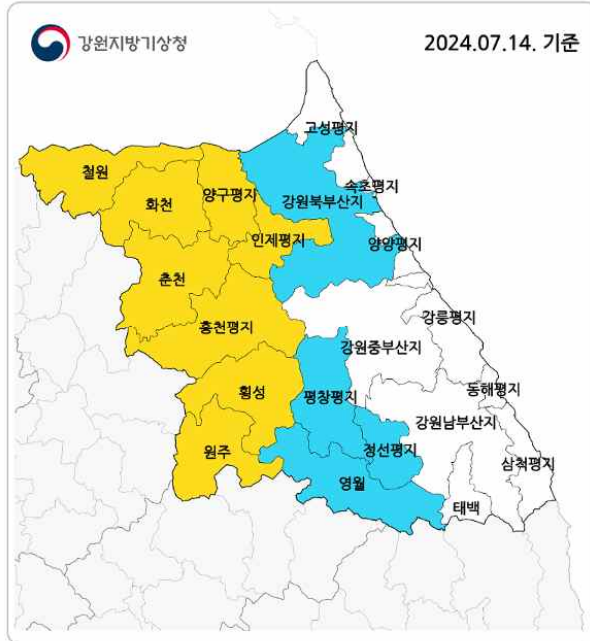 강원지방기상청
2024.07.14. 기준
고성평지
철원
속초평지
양구평지
화천
강원북부산지
인제평지
양양평지
춘천
강릉평지
홍천평지
강원중부산지
동해평지
횡성
평창평지
강원남부산지
정선평지
원주
삼척평지
영월
태백